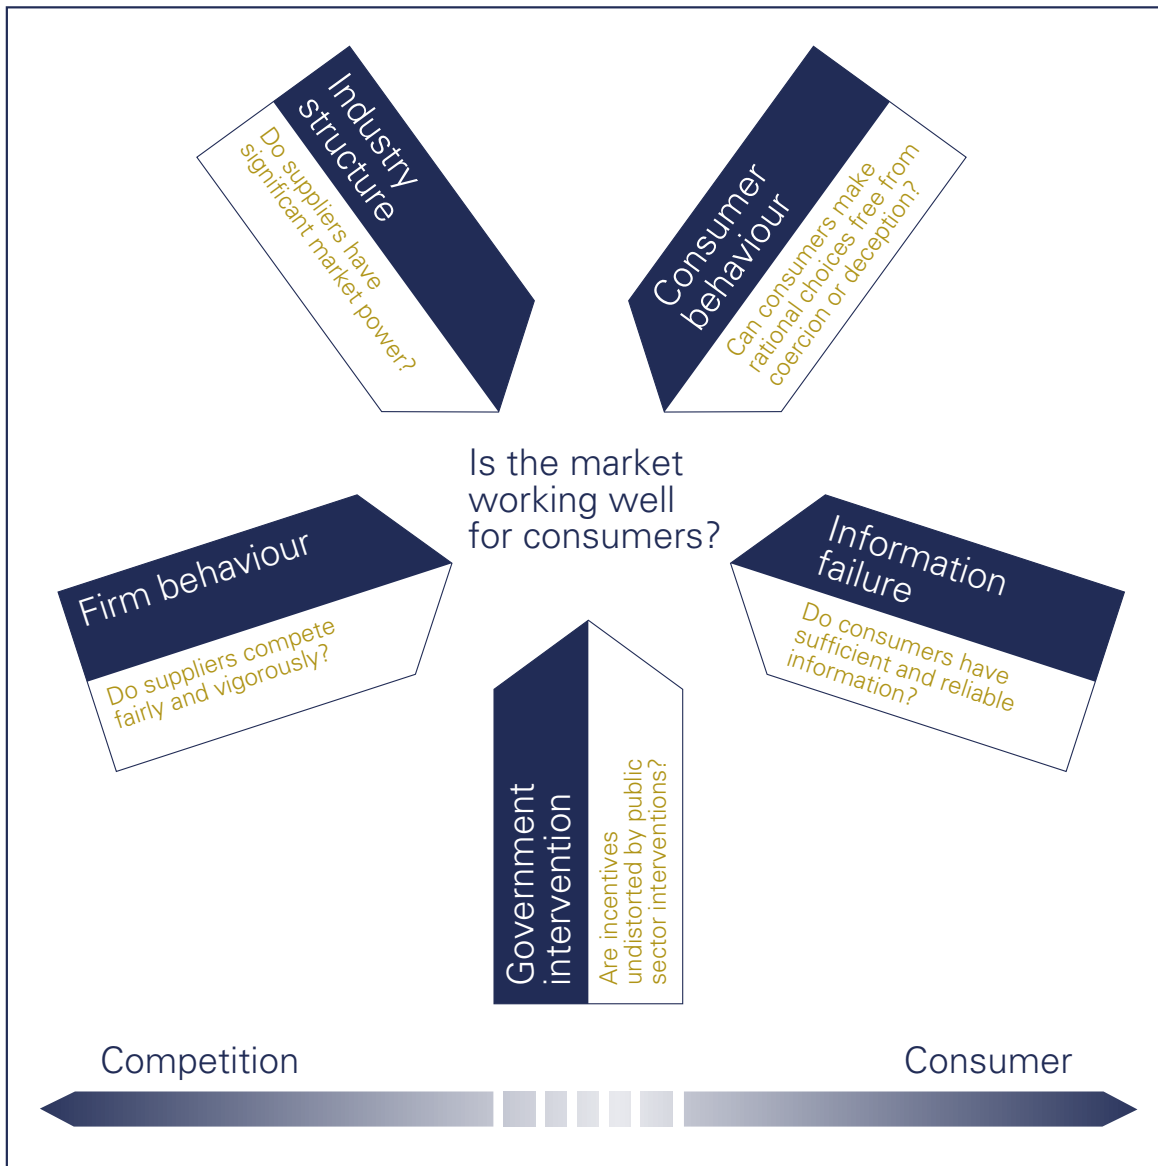 Industry
structure
Do suppliers have
significant market power?
Consumer
behaviour
Can consumers make
rational choices free from
coercion or deception?
Is the market
working well
for consumers?
Firm behaviour
Do suppliers compete
fairly and vigorously?
Information
failure
Do consumers have
sufficient and reliable
information?
Government
intervention
Are incentives
undistorted by public
sector interventions?
Competition
Consumer